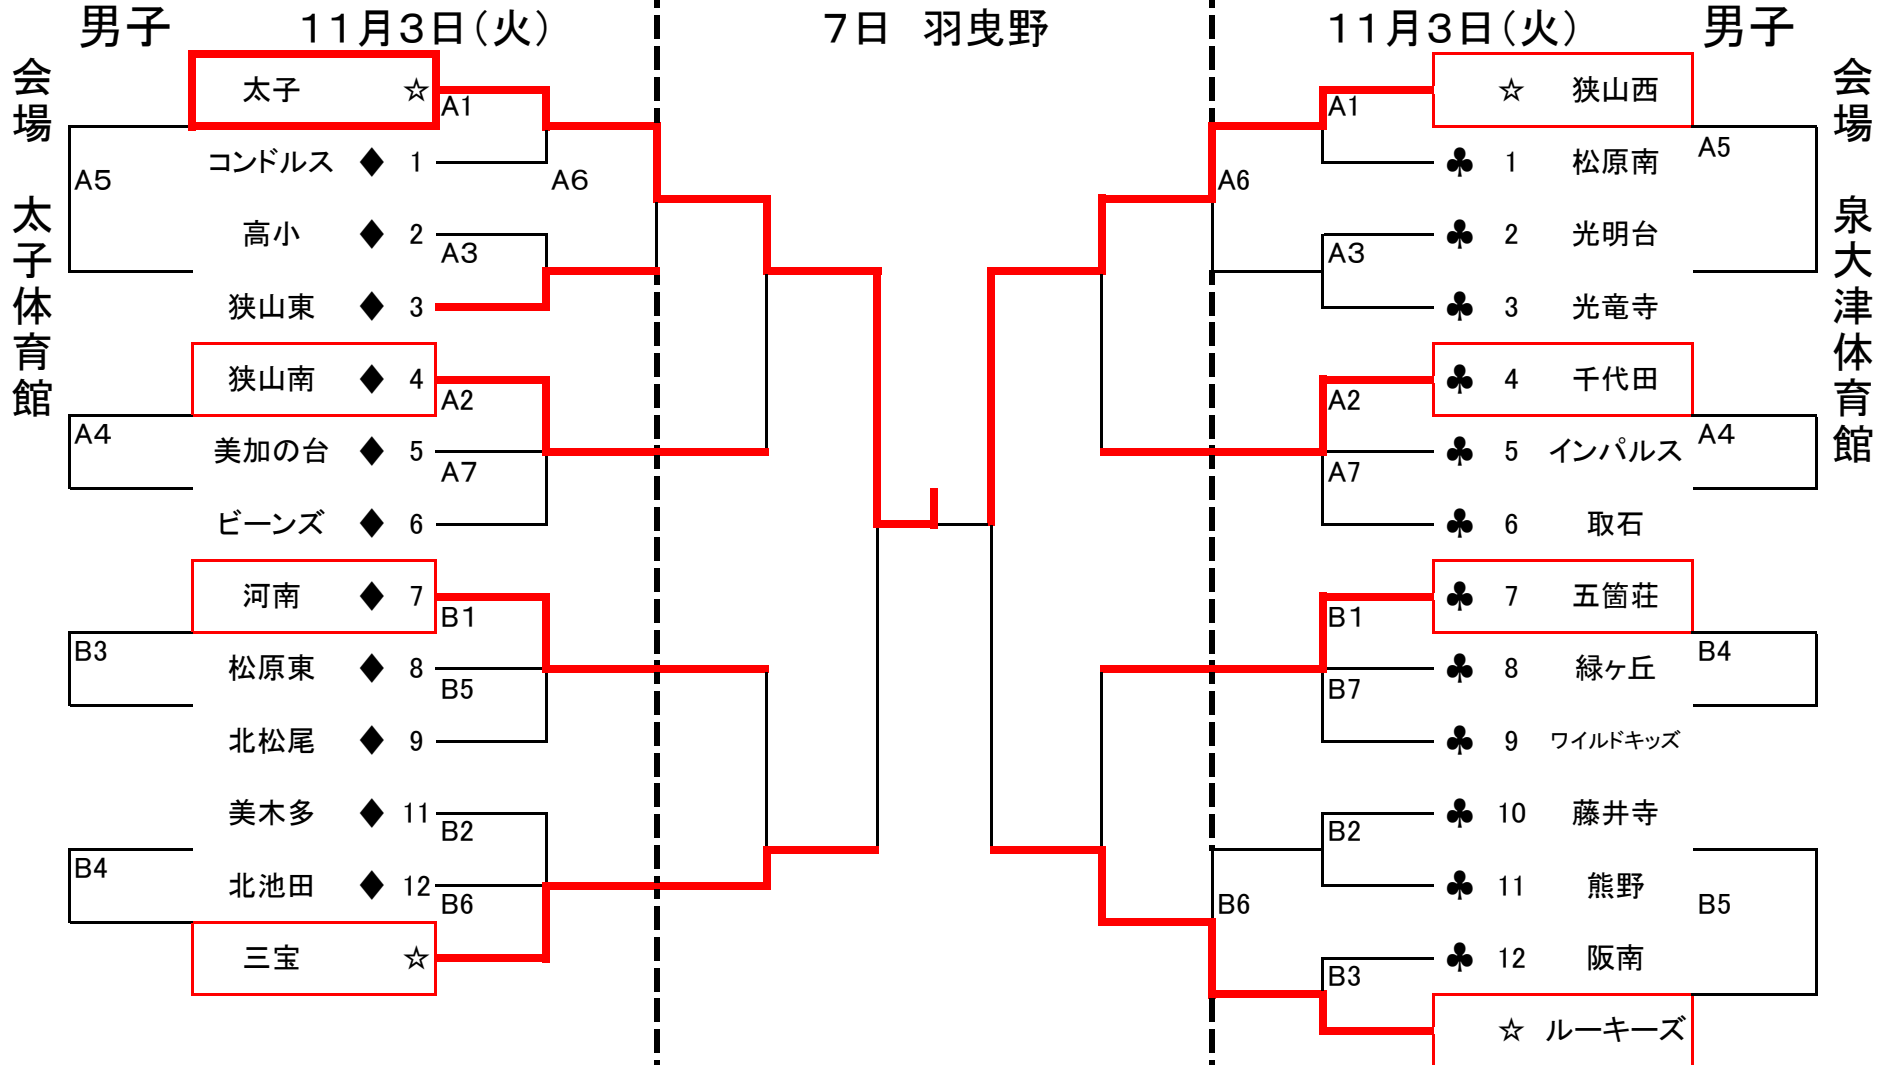 男子 11月3日(火) 7日 羽曳野 11月3日(火) 男子
会場 太子体育館
会場 泉大津体育館
太子 ☆
コンドルス ◆ 1
高小 ◆ 2
狭山東 ◆ 3
狭山南 ◆ 4
美加の台 ◆ 5
ビーンズ ◆ 6
河南 ◆ 7
松原東 ◆ 8
北松尾 ◆ 9
美木多 ◆ 11
北池田 ◆ 12
三宝 ☆
A5
A4
B3
B4
A1
A6
A3
A2
A7
B1
B5
B2
B6
☆ 狭山西
♣ 1 松原南
♣ 2 光明台
♣ 3 光竜寺
♣ 4 千代田
♣ 5 インパルス
♣ 6 取石
♣ 7 五箇荘
♣ 8 緑ヶ丘
♣ 9 ワイルドキッズ
♣ 10 藤井寺
♣ 11 熊野
♣ 12 阪南
☆ ルーキーズ
A1
A6
A3
A2
A7
B1
B7
B2
B6
B3
A5
A4
B4
B5